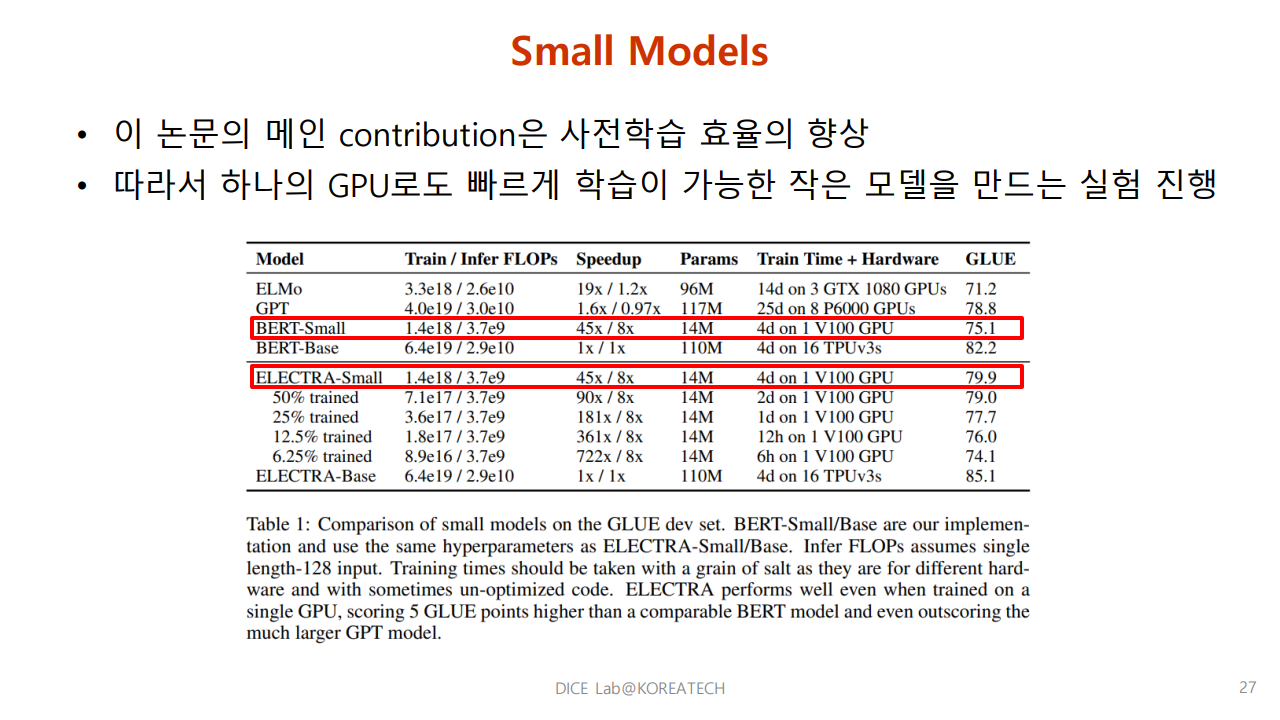 Small Models
• 이 논문의 메인 contribution은 사전학습 효율의 향상
• 따라서 하나의 GPU로도 빠르게 학습이 가능한 작은 모델을 만드는 실험 진행
Model Train / Infer FLOPs Speedup Params Train Time + Hardware GLUE
ELMo 3.3e18 / 2.6e10 19x / 1.2x 96M 14d on 3 GTX 1080 GPUs 71.2
GPT 4.0e19 / 3.0e10 1.6x / 0.97x 117M 25d on 8 P6000 GPUs 78.8
BERT-Small 1.4e18 / 3.7e9 45x / 8x 14M 4d on 1 V100 GPU 75.1
BERT-Base 6.4e19 / 2.9e10 1x / 1x 110M 4d on 16 TPUv3s 82.2
ELECTRA-Small 1.4e18 / 3.7e9 45x / 8x 14M 4d on 1 V100 GPU 79.9
50% trained 7.1e17 / 3.7e9 90x / 8x 14M 2d on 1 V100 GPU 79.0
25% trained 3.6e17 / 3.7e9 181x / 8x 14M 1d on 1 V100 GPU 77.7
12.5% trained 1.8e17 / 3.7e9 361x / 8x 14M 12h on 1 V100 GPU 76.0
6.25% trained 8.9e16 / 3.7e9 722x / 8x 14M 6h on 1 V100 GPU 74.1
ELECTRA-Base 6.4e19 / 2.9e10 1x / 1x 110M 4d on 16 TPUv3s 85.1
Table 1: Comparison of small models on the GLUE dev set. BERT-Small/Base are our implemen-
tation and use the same hyperparameters as ELECTRA-Small/Base. Infer FLOPs assumes single
length-128 input. Training times should be taken with a grain of salt as they are for different hard-
ware and with sometimes un-optimized code. ELECTRA performs well even when trained on a
single GPU, scoring 5 GLUE points higher than a comparable BERT model and even outscoring the
much larger GPT model.
DICE Lab@KOREATECH
27